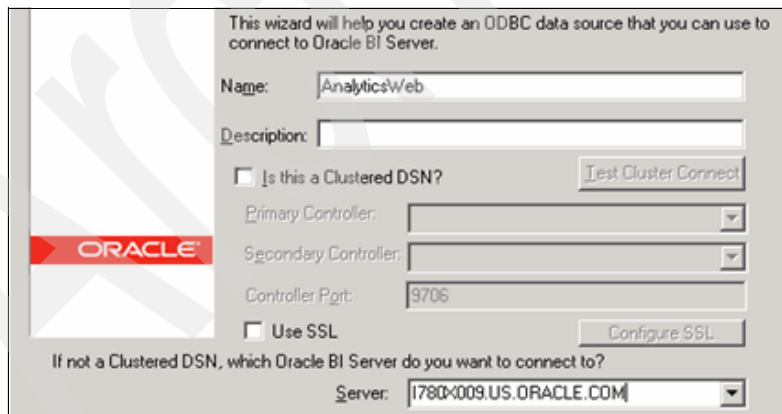 This wizard will help you create an ODBC data source that you can use to
connect to Oracle BI Server.
Name: AnalyticsWeb
Description:
Is this a Clustered DSN? Test Cluster Connect
Primary Controller:
ORACLE
Secondary Controller:
Controller Port: 9706
Use SSL Configure SSL
If not a Clustered DSN, which Oracle BI Server do you want to connect to?
Server: I780X009.US.ORACLE.COM